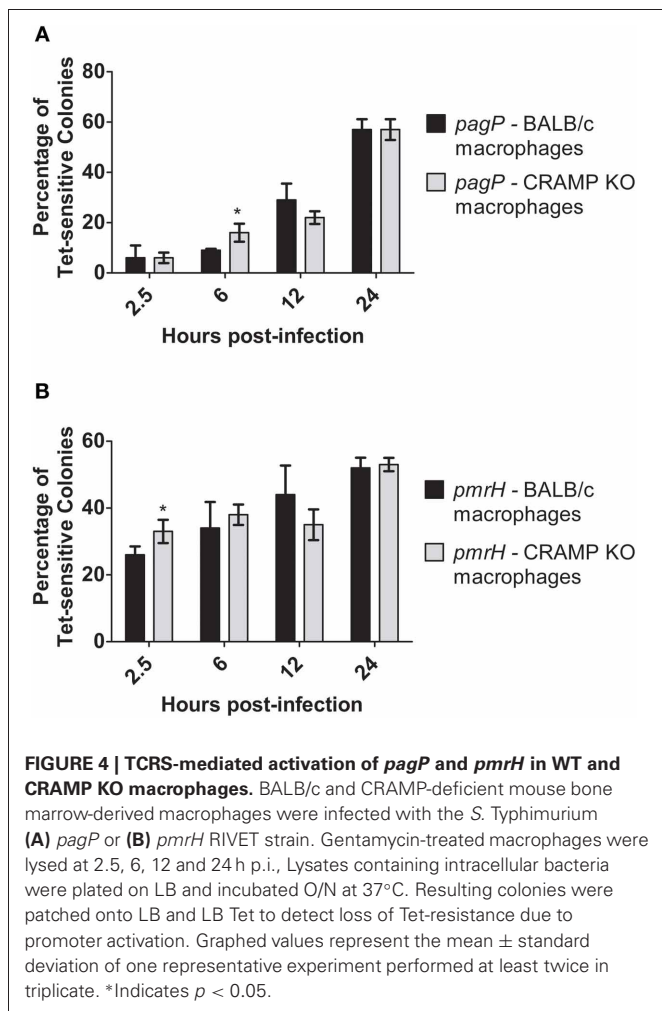 A
Percentage of
Tet-sensitive Colonies
80
60
40
20
0
*
2.5
6
12
24
Hours post-infection
pagP - BALB/c
macrophages
pagP - CRAMP KO
macrophages
B
Percentage of
Tet-sensitive Colonies
60
40
20
0
*
2.5
6
12
24
Hours post-infection
pmrH - BALB/c
macrophages
pmrH - CRAMP KO
macrophages
FIGURE 4 | TCRS-mediated activation of pagP and pmrH in WT and
CRAMP KO macrophages. BALB/c and CRAMP-deficient mouse bone
marrow-derived macrophages were infected with the S. Typhimurium
(A) pagP or (B) pmrH RIVET strain. Gentamycin-treated macrophages were
lysed at 2.5, 6, 12 and 24 h p.i., Lysates containing intracellular bacteria
were plated on LB and incubated O/N at 37°C. Resulting colonies were
patched onto LB and LB Tet to detect loss of Tet-resistance due to
promoter activation. Graphed values represent the mean ± standard
deviation of one representative experiment performed at least twice in
triplicate. *Indicates p < 0.05.